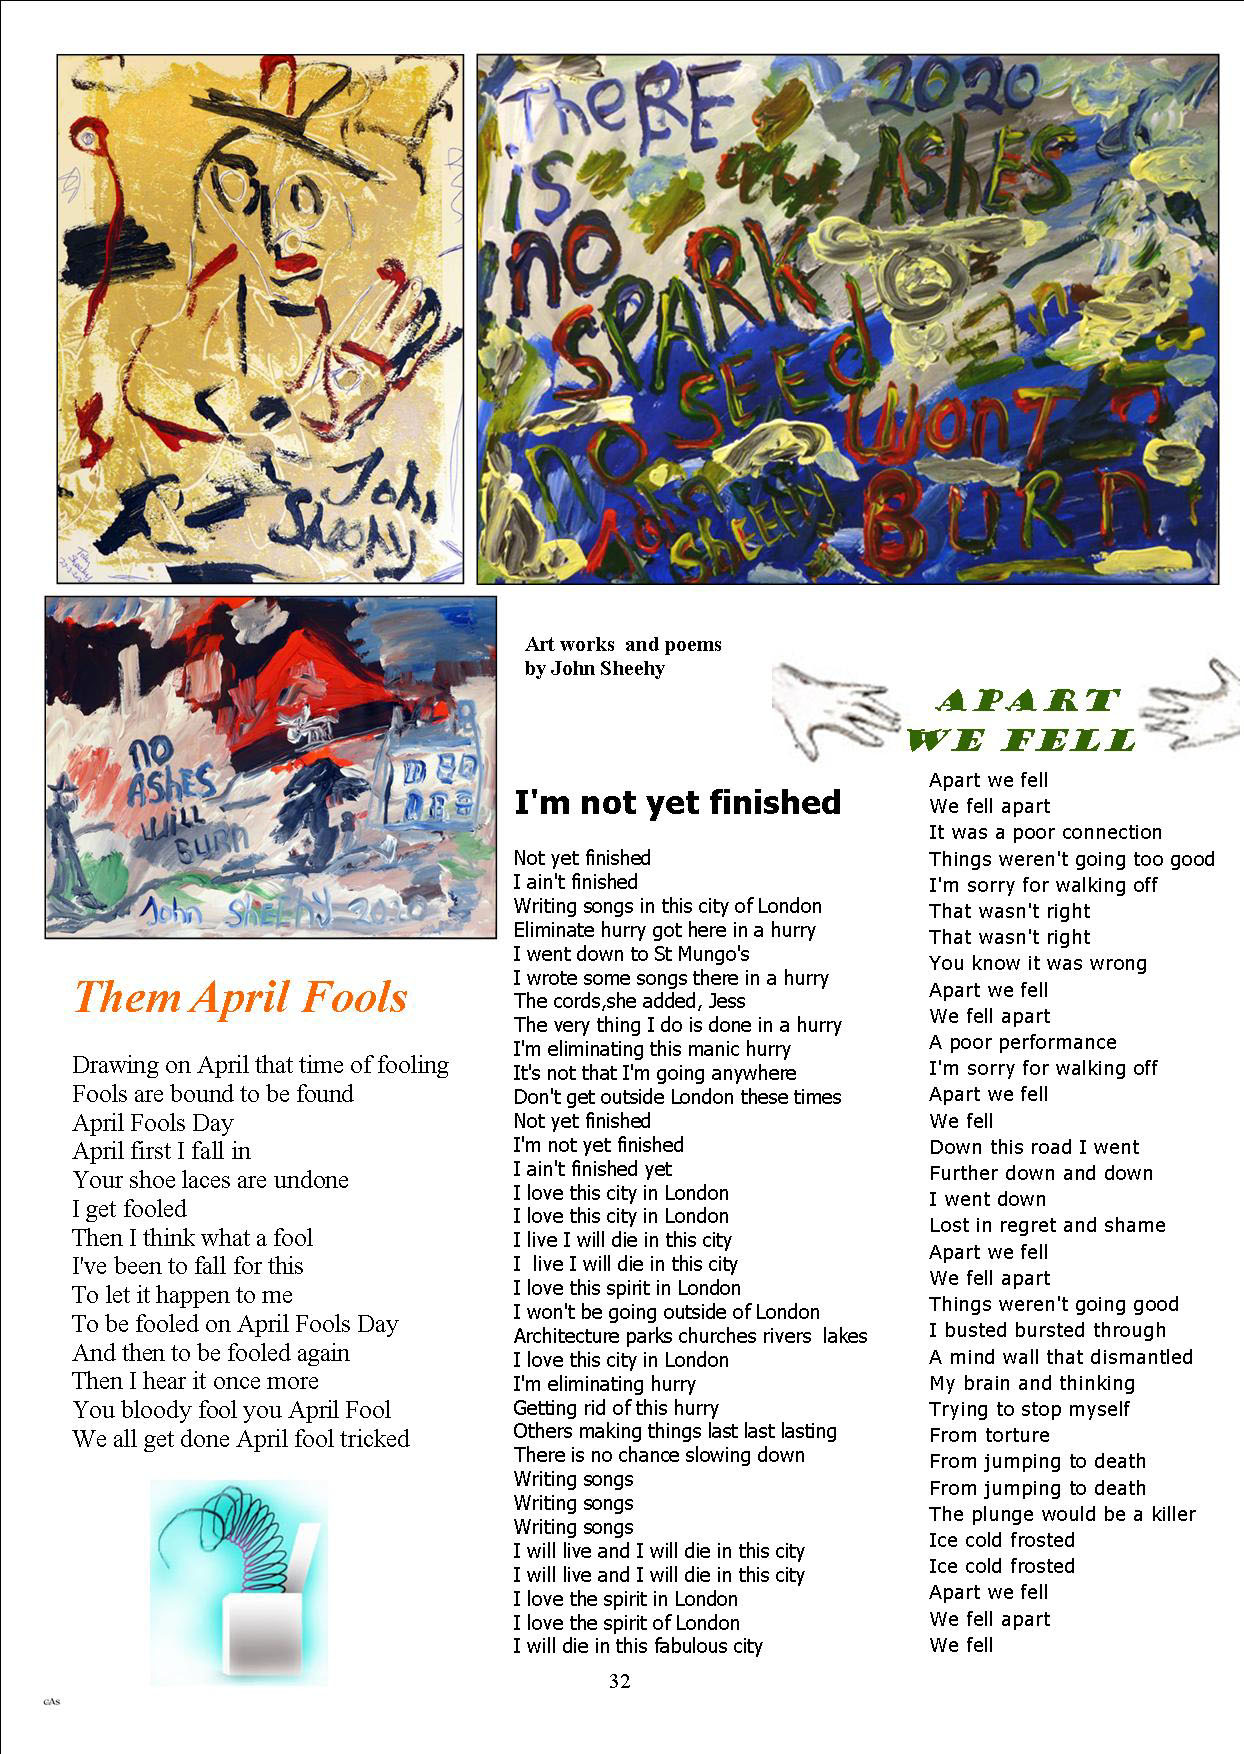 John
Sheehy
John
Sheehy
There 2020
is
no ASHES
SPARK
no SEEd
Wont
John SHEEHY BURn
no
ASHES
will
BURN
John SHEEHY 2020
Art works and poems
by John Sheehy
APART
WE FELL
Them April Fools
Drawing on April that time of fooling
Fools are bound to be found
April Fools Day
April first I fall in
Your shoe laces are undone
I get fooled
Then I think what a fool
I've been to fall for this
To let it happen to me
To be fooled on April Fools Day
And then to be fooled again
Then I hear it once more
You bloody fool you April Fool
We all get done April fool tricked
I'm not yet finished
Not yet finished
I ain't finished
Writing songs in this city of London
Eliminate hurry got here in a hurry
I went down to St Mungo's
I wrote some songs there in a hurry
The cords,she added, Jess
The very thing I do is done in a hurry
I'm eliminating this manic hurry
It's not that I'm going anywhere
Don't get outside London these times
Not yet finished
I'm not yet finished
I ain't finished yet
I love this city in London
I love this city in London
I live I will die in this city
I  live I will die in this city
I love this spirit in London
I won't be going outside of London
Architecture parks churches rivers  lakes
I love this city in London
I'm eliminating hurry
Getting rid of this hurry
Others making things last last lasting
There is no chance slowing down
Writing songs
Writing songs
Writing songs
I will live and I will die in this city
I will live and I will die in this city
I love the spirit in London
I love the spirit of London
I will die in this fabulous city
Apart we fell
We fell apart
It was a poor connection
Things weren't going too good
I'm sorry for walking off
That wasn't right
That wasn't right
You know it was wrong
Apart we fell
We fell apart
A poor performance
I'm sorry for walking off
Apart we fell
We fell
Down this road I went
Further down and down
I went down
Lost in regret and shame
Apart we fell
We fell apart
Things weren't going good
I busted bursted through
A mind wall that dismantled
My brain and thinking
Trying to stop myself
From torture
From jumping to death
From jumping to death
The plunge would be a killer
Ice cold frosted
Ice cold frosted
Apart we fell
We fell apart
We fell
32
GAS